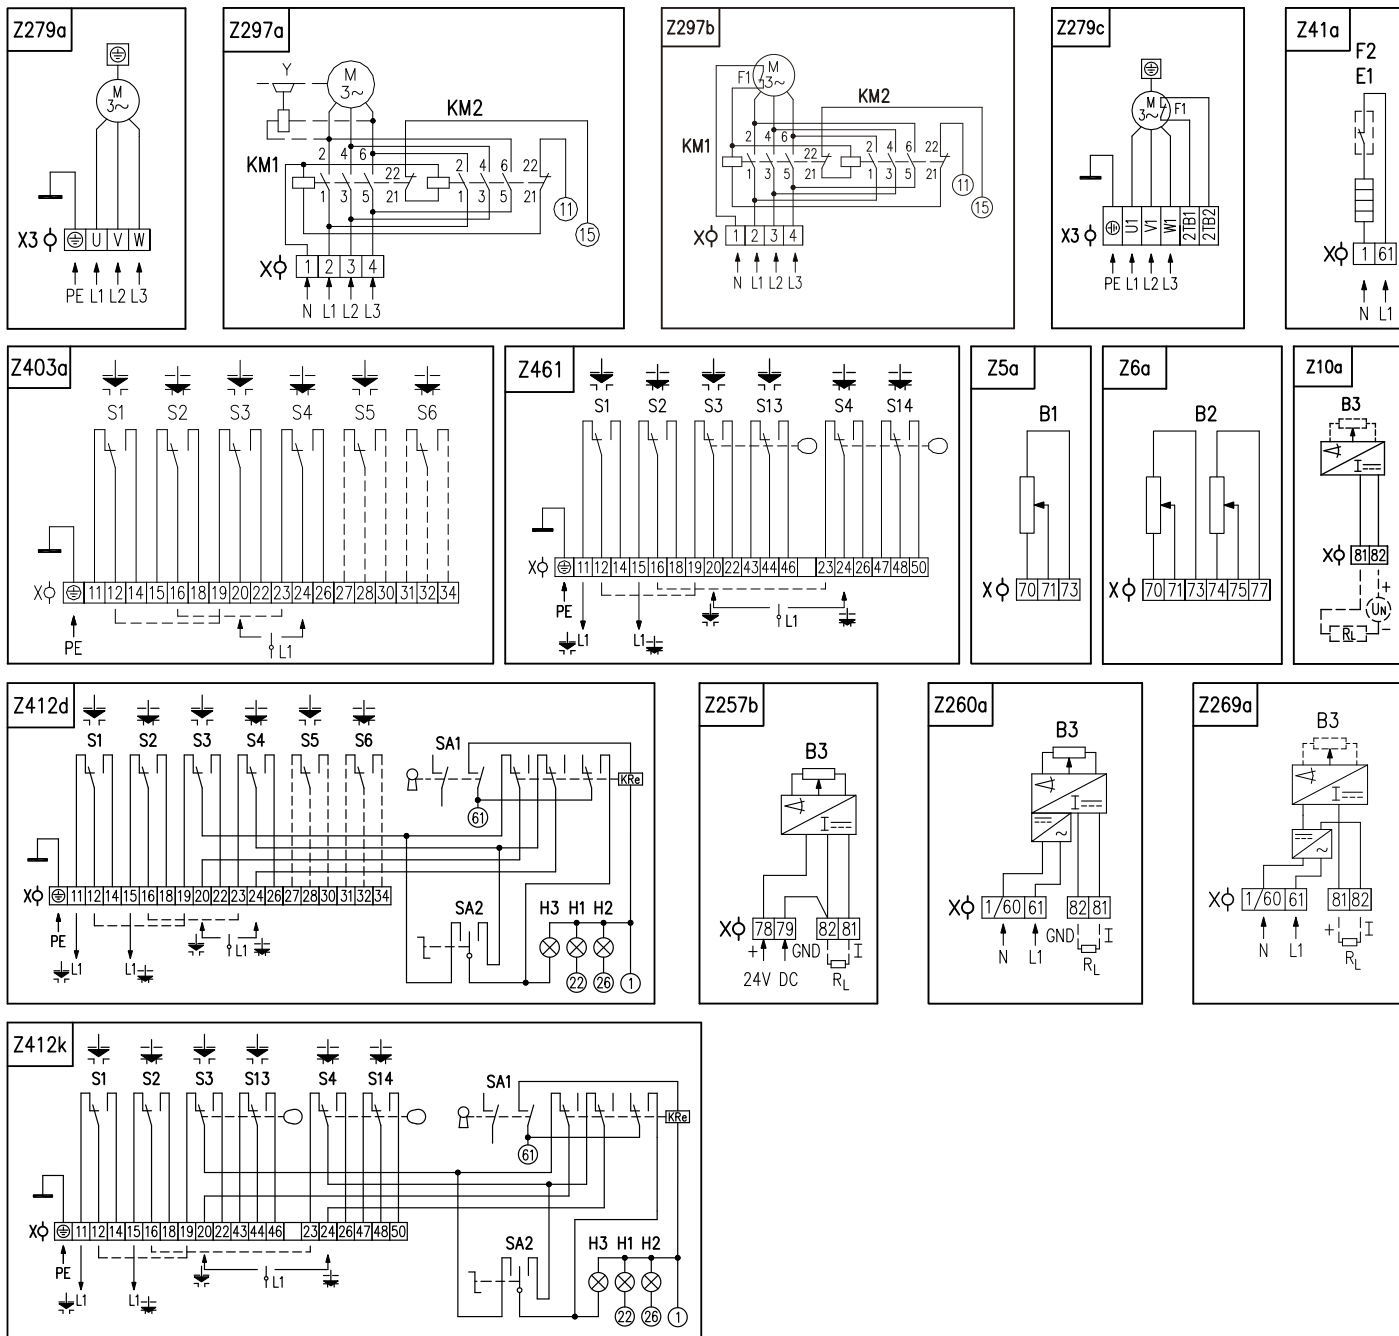 Z279a
M
3~
X3 U V W
PE L1 L2 L3
Z297a
Y M
3~
KM2
2 4 6 2 4 6 22
KM1 22
1 3 5 21 1 3 5 21
11
15
X 1 2 3 4
N L1 L2 L3
Z297b
M
F1 3~
KM2
2 4 6 2 4 6 22
KM1 22
1 3 5 21 1 3 5 21
11
15
X 1 2 3 4
N L1 L2 L3
Z279c
M
3~ F1
X3 U1 V1 W1 2TB1 2TB2
PE L1 L2 L3
Z41a
F2
E1
X 1 61
N L1
Z403a
S1 S2 S3 S4 S5 S6
X 11 12 14 15 16 18 19 20 22 23 24 26 27 28 30 31 32 34
PE L1
Z461
S1 S2 S3 S13 S4 S14
X 11 12 14 15 16 18 19 20 22 43 44 46 23 24 26 47 48 50
PE
L1 L1 L1
Z5a
B1
X 70 71 73
Z6a
B2
X 70 71 73 74 75 77
Z10a
B3
I
X 81 82
+
UN
RL −
Z412d
S1 S2 S3 S4 S5 S6
SA1
KRe
61
X 11 12 14 15 16 18 19 20 22 23 24 26 27 28 30 31 32 34
PE
L1 L1 L1
SA2 H3 H1 H2
22 26 1
Z257b
B3
I
X 78 79 82 81
+ GND I
24V DC RL
Z260a
B3
I
~
X 1/60 61 82 81
GND I
N L1 RL
Z269a
B3
I
~
X 1/60 61 81 82
+ I
N L1 RL
Z412k
S1 S2 S3 S13 S4 S14
SA1
KRe
61
X 11 12 14 15 16 18 19 20 22 43 44 46 23 24 26 47 48 50
PE
L1 L1 L1
SA2 H3 H1 H2
22 26 1